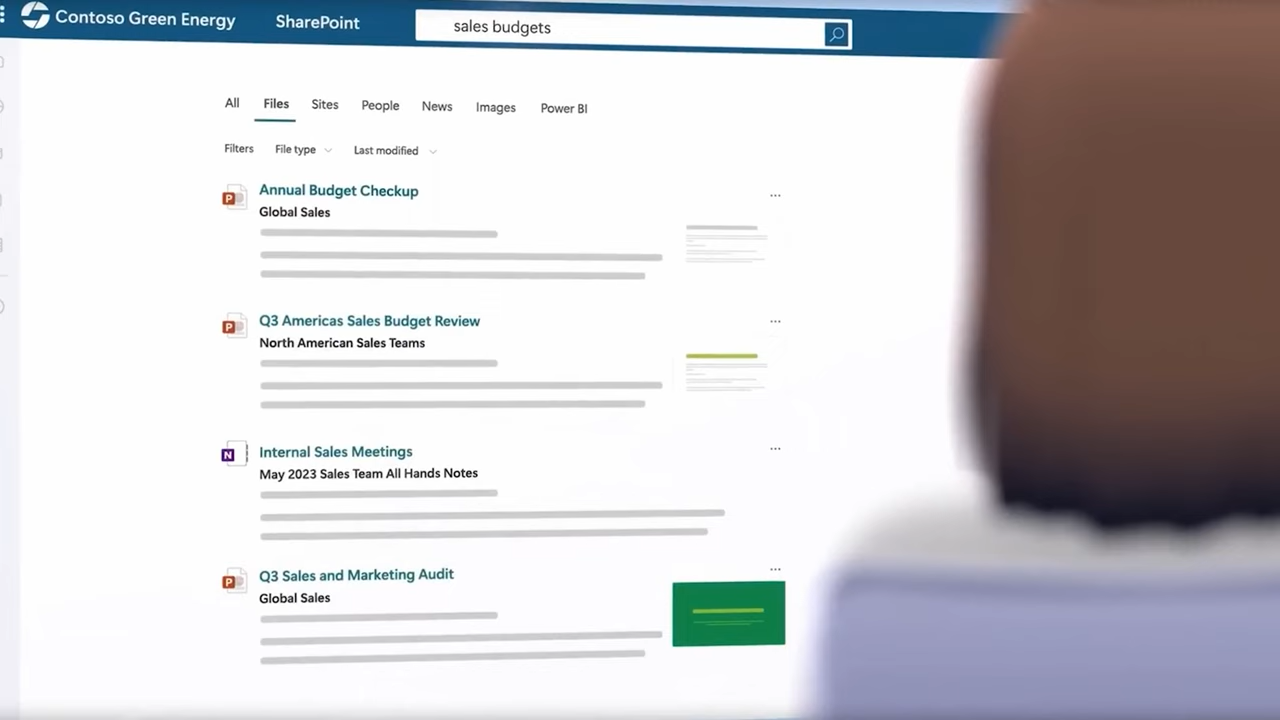 Contoso Green Energy SharePoint sales budgets
All Files Sites People News Images Power BI
Filters File type Last modified
P Annual Budget Checkup
Global Sales
P Q3 Americas Sales Budget Review
North American Sales Teams
N Internal Sales Meetings
May 2023 Sales Team All Hands Notes
P Q3 Sales and Marketing Audit
Global Sales